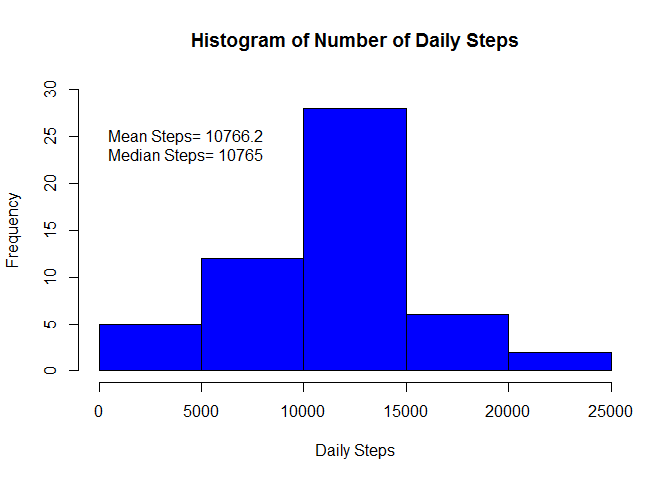 Histogram of Number of Daily Steps
Mean Steps= 10766.2
Median Steps= 10765
Frequency
30
25
20
15
10
5
0
0 5000 10000 15000 20000 25000
Daily Steps